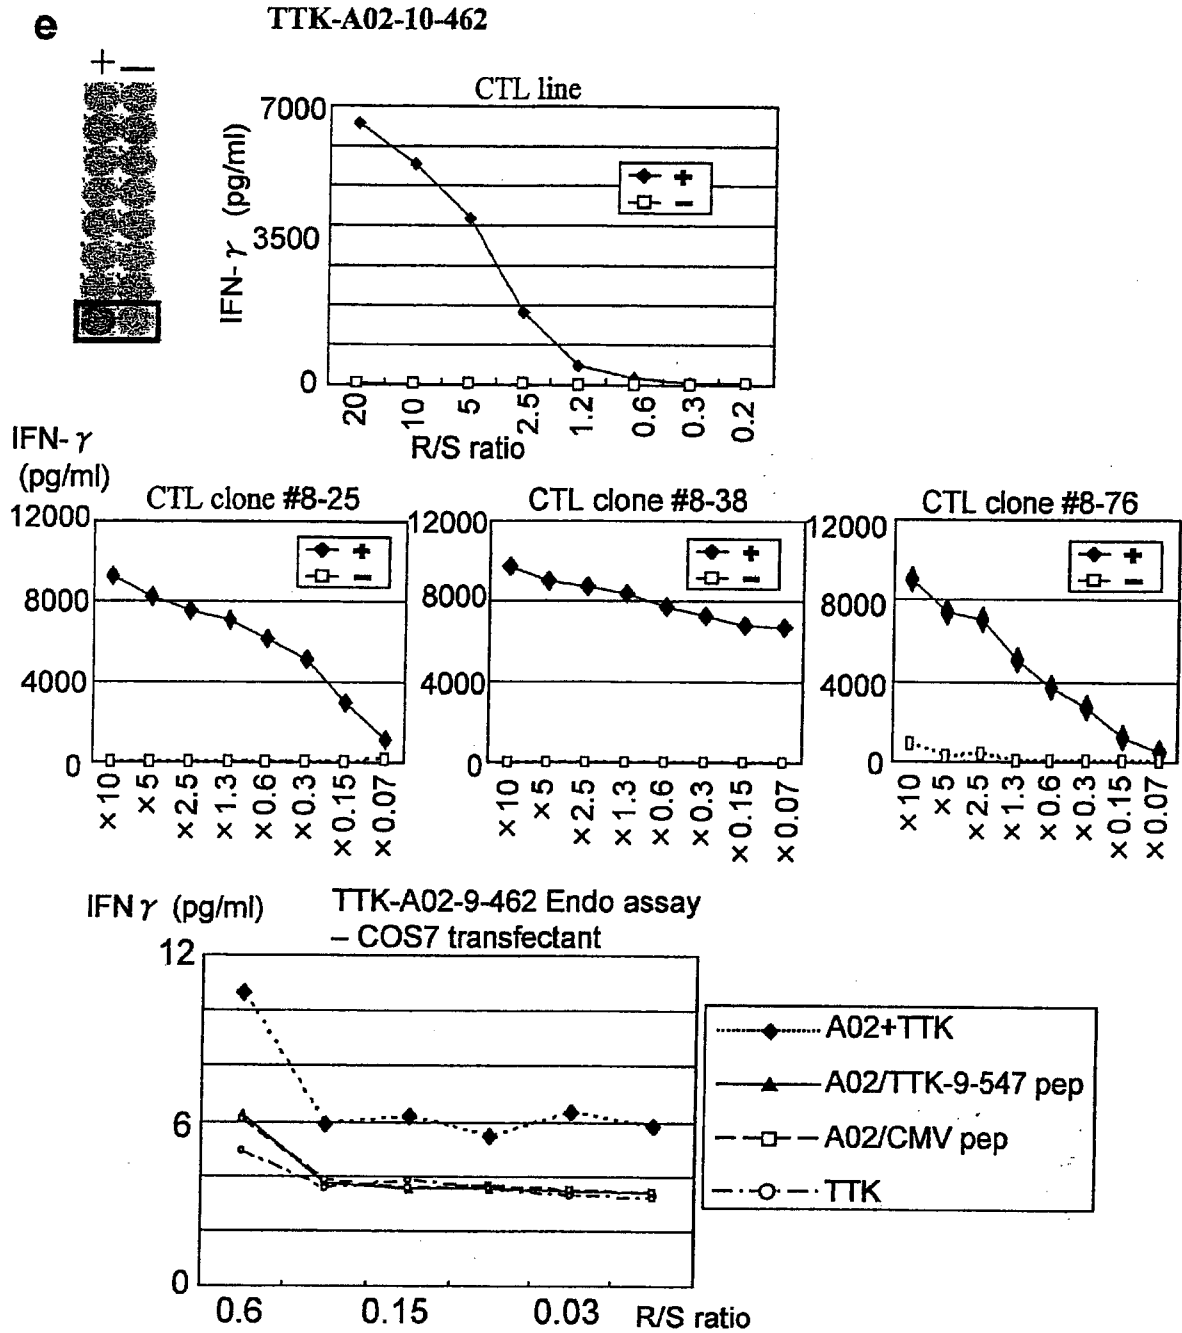 e
TTK-A02-10-462
+ −
CTL line
IFN-γ (pg/ml)
7000
3500
0
+
−
20 10 5 2.5 1.2 0.6 0.3 0.2
R/S ratio
IFN-γ
(pg/ml)
CTL clone #8-25
12000
8000
4000
0
+
−
×10 ×5 ×2.5 ×1.3 ×0.6 ×0.3 ×0.15 ×0.07
CTL clone #8-38
12000
8000
4000
0
+
−
×10 ×5 ×2.5 ×1.3 ×0.6 ×0.3 ×0.15 ×0.07
CTL clone #8-76
12000
8000
4000
0
+
−
×10 ×5 ×2.5 ×1.3 ×0.6 ×0.3 ×0.15 ×0.07
IFNγ (pg/ml)
TTK-A02-9-462 Endo assay
– COS7 transfectant
12
6
0
0.6 0.15 0.03 R/S ratio
A02+TTK
A02/TTK-9-547 pep
A02/CMV pep
TTK